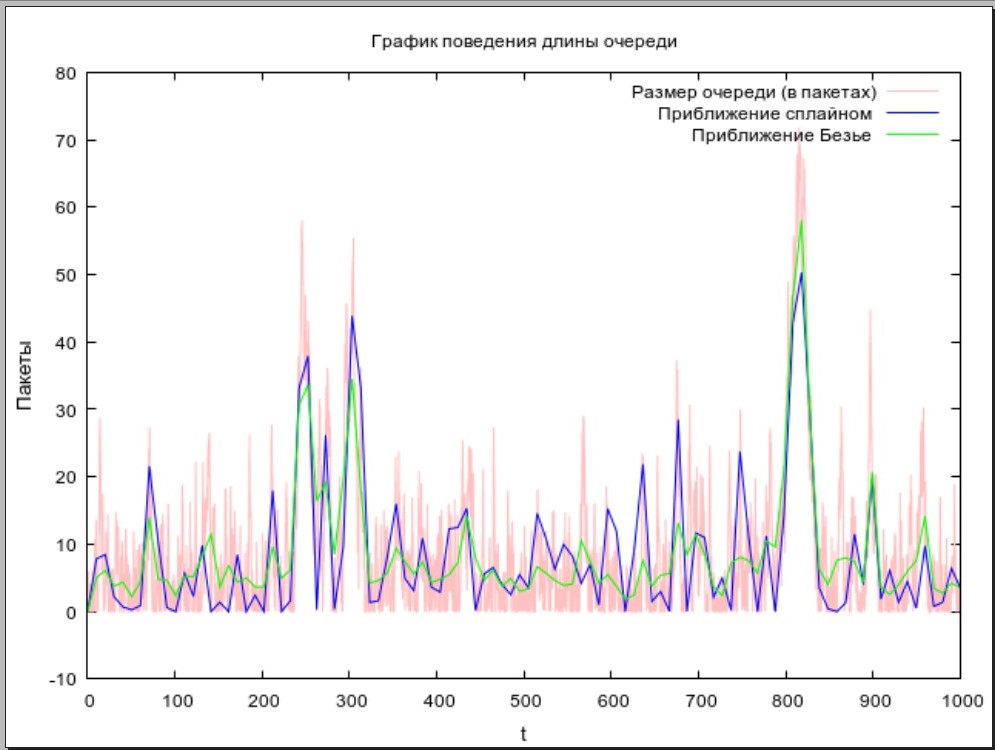 График поведения длины очереди
Размер очереди (в пакетах)
Приближение сплайном
Приближение Безье
80
70
60
50
40
30
20
10
0
-10
Пакеты
0 100 200 300 400 500 600 700 800 900 1000
t